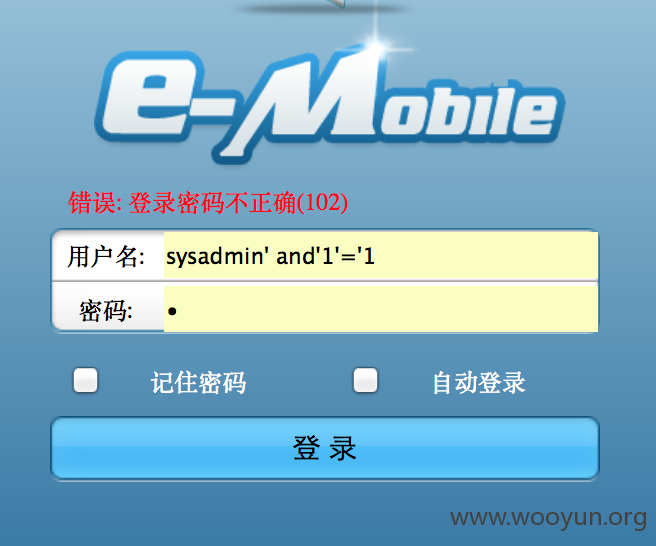 e-Mobile
错误: 登录密码不正确(102)
用户名: sysadmin' and'1'='1
密码: •
记住密码 自动登录
登 录
www.wooyun.org